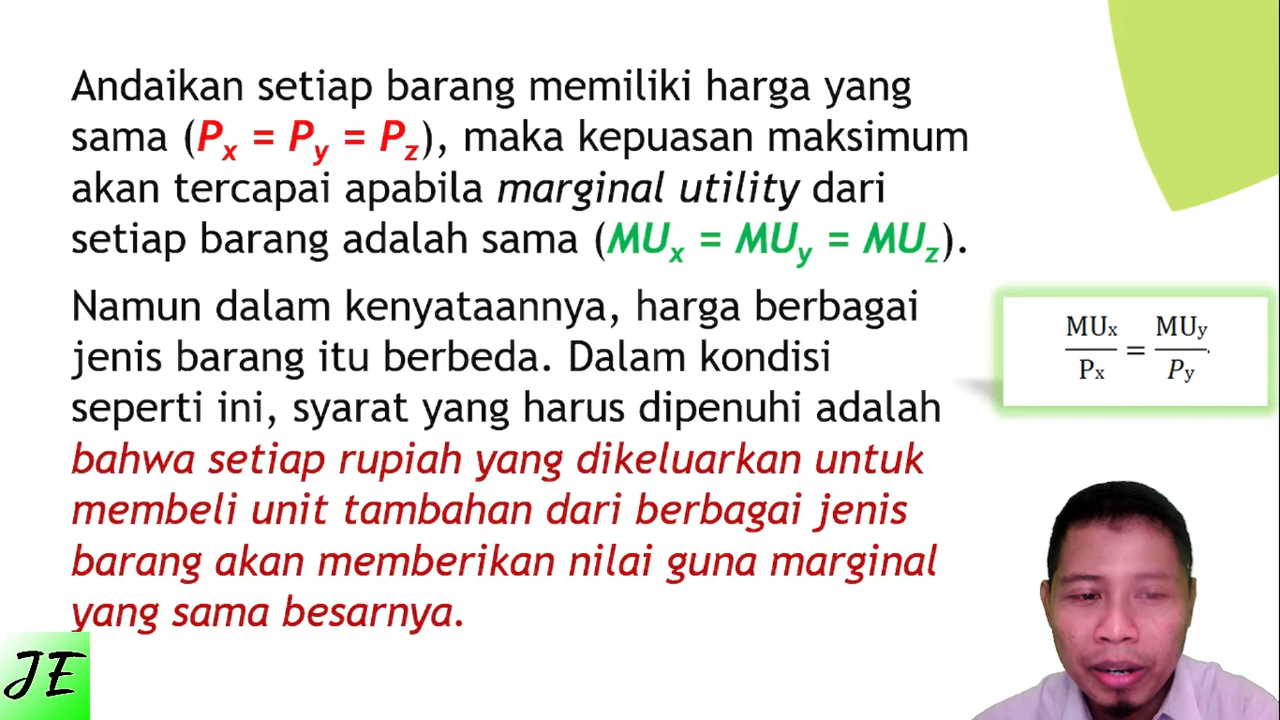 Andaikan setiap barang memiliki harga yang
sama (Px = Py = Pz), maka kepuasan maksimum
akan tercapai apabila marginal utility dari
setiap barang adalah sama (MUx = MUy = MUz).
Namun dalam kenyataannya, harga berbagai
jenis barang itu berbeda. Dalam kondisi
seperti ini, syarat yang harus dipenuhi adalah
bahwa setiap rupiah yang dikeluarkan untuk
membeli unit tambahan dari berbagai jenis
barang akan memberikan nilai guna marginal
yang sama besarnya.
MUx/Px = MUy/Py
JE